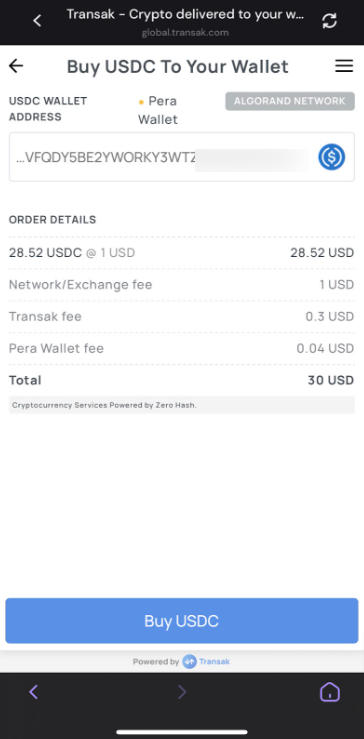 Transak - Crypto delivered to your w...
global.transak.com
Buy USDC To Your Wallet
USDC WALLET ADDRESS
Pera Wallet
ALGORAND NETWORK
...VFQDY5BE2YWORKY3WTZ
ORDER DETAILS
28.52 USDC @ 1 USD 28.52 USD
Network/Exchange fee 1 USD
Transak fee 0.3 USD
Pera Wallet fee 0.04 USD
Total 30 USD
Cryptocurrency Services Powered by Zero Hash.
Buy USDC
Powered by Transak